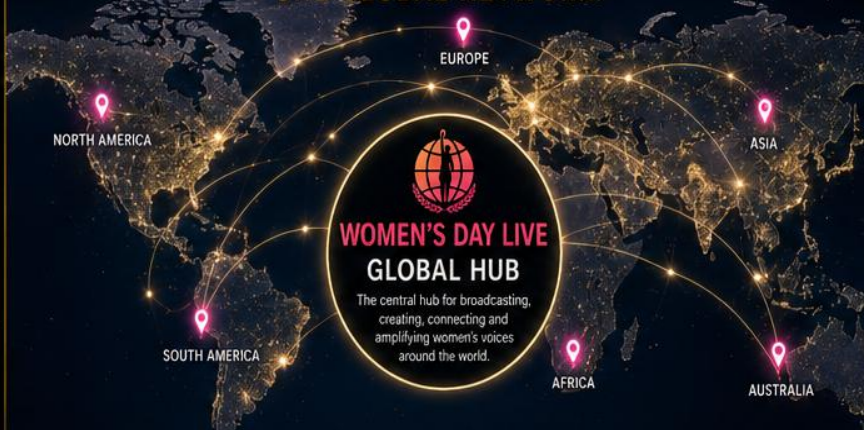 EUROPE
NORTH AMERICA
ASIA
WOMEN'S DAY LIVE
GLOBAL HUB
The central hub for broadcasting,
creating, connecting and
amplifying women's voices
around the world.
SOUTH AMERICA
AFRICA
AUSTRALIA